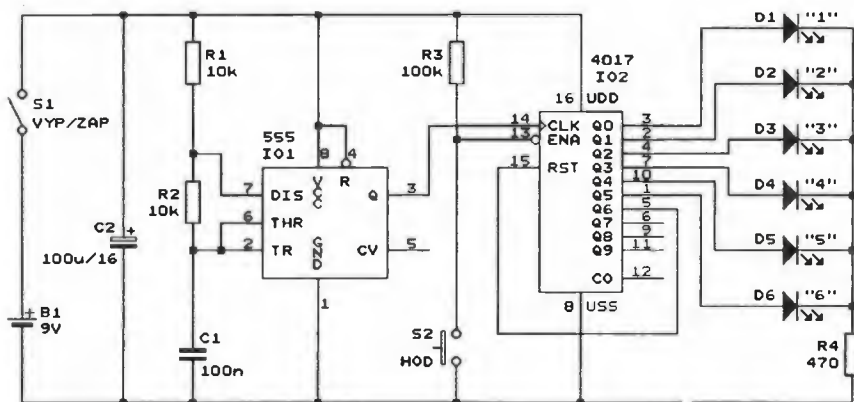 S1
VYP/ZAP
B1
9V
+
C2
+
100u/16
R1
10k
R2
10k
C1
100n
555
IO1
8
4
VCC
R
7
DIS
6
THR
2
TR
GND
Q
3
CV
5
1
R3
100k
S2
HOD
4017
IO2
16
UDD
14
CLK
13
ENA
15
RST
Q0
3
Q1
2
Q2
4
Q3
7
Q4
10
Q5
1
Q6
5
Q7
6
Q8
9
Q9
11
CO
12
8
USS
D1
"1"
D2
"2"
D3
"3"
D4
"4"
D5
"5"
D6
"6"
R4
470